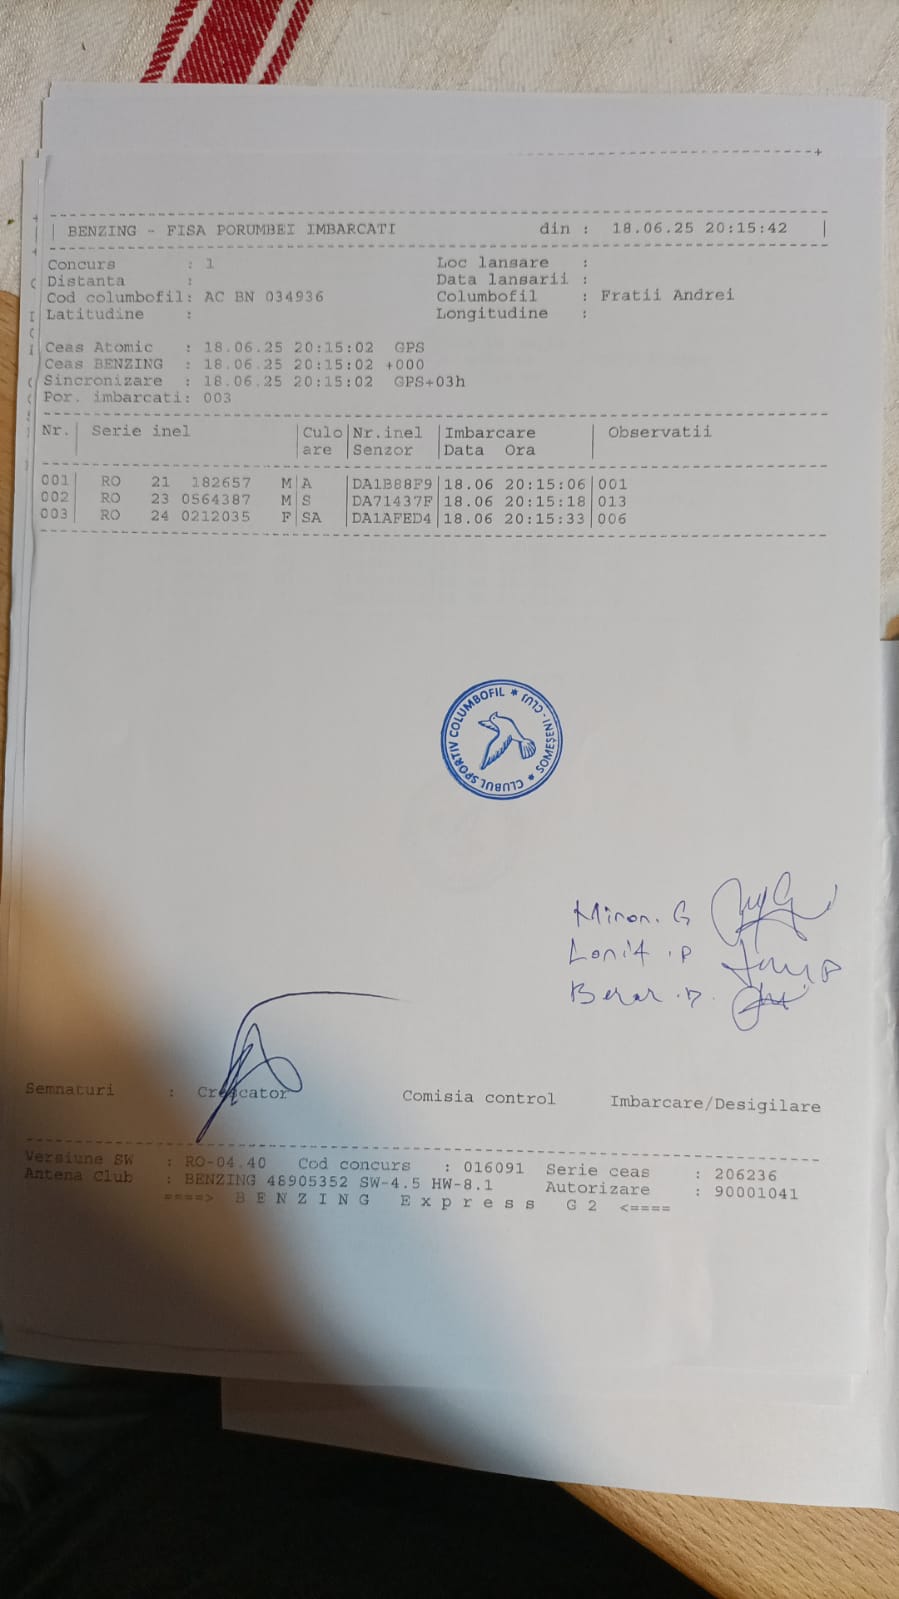 BENZING - FISA PORUMBEI IMBARCATI din : 18.06.25 20:15:42
Concurs : 1 Loc lansare :
Distanta : Data lansarii :
Cod columbofil: AC BN 034936 Columbofil : Fratii Andrei
Latitudine : Longitudine :
Ceas Atomic : 18.06.25 20:15:02 GPS
Ceas BENZING : 18.06.25 20:15:02 +000
Sincronizare : 18.06.25 20:15:02 GPS+03h
Por. imbarcati: 003
Nr. | Serie inel | Culo | Nr.inel | Imbarcare | Observatii
are | Senzor | Data Ora
001 | RO 21 182657 M | A | DA1B88F9 | 18.06 20:15:06 | 001
002 | RO 23 0564387 M | S | DA71437F | 18.06 20:15:18 | 013
003 | RO 24 0212035 F | SA | DA1AFED4 | 18.06 20:15:33 | 006
CLUBUL SPORTIV COLUMBOFIL * SOMEȘENI-CLUJ *
Miron. G
Berar. D.
Semnaturi : Crescator Comisia control Imbarcare/Desigilare
Versiune SW : RO-04.40 Cod concurs : 016091 Serie ceas : 206236
Antena Club : BENZING 48905352 SW-4.5 HW-8.1 Autorizare : 90001041
====> B E N Z I N G E x p r e s s G 2 <====